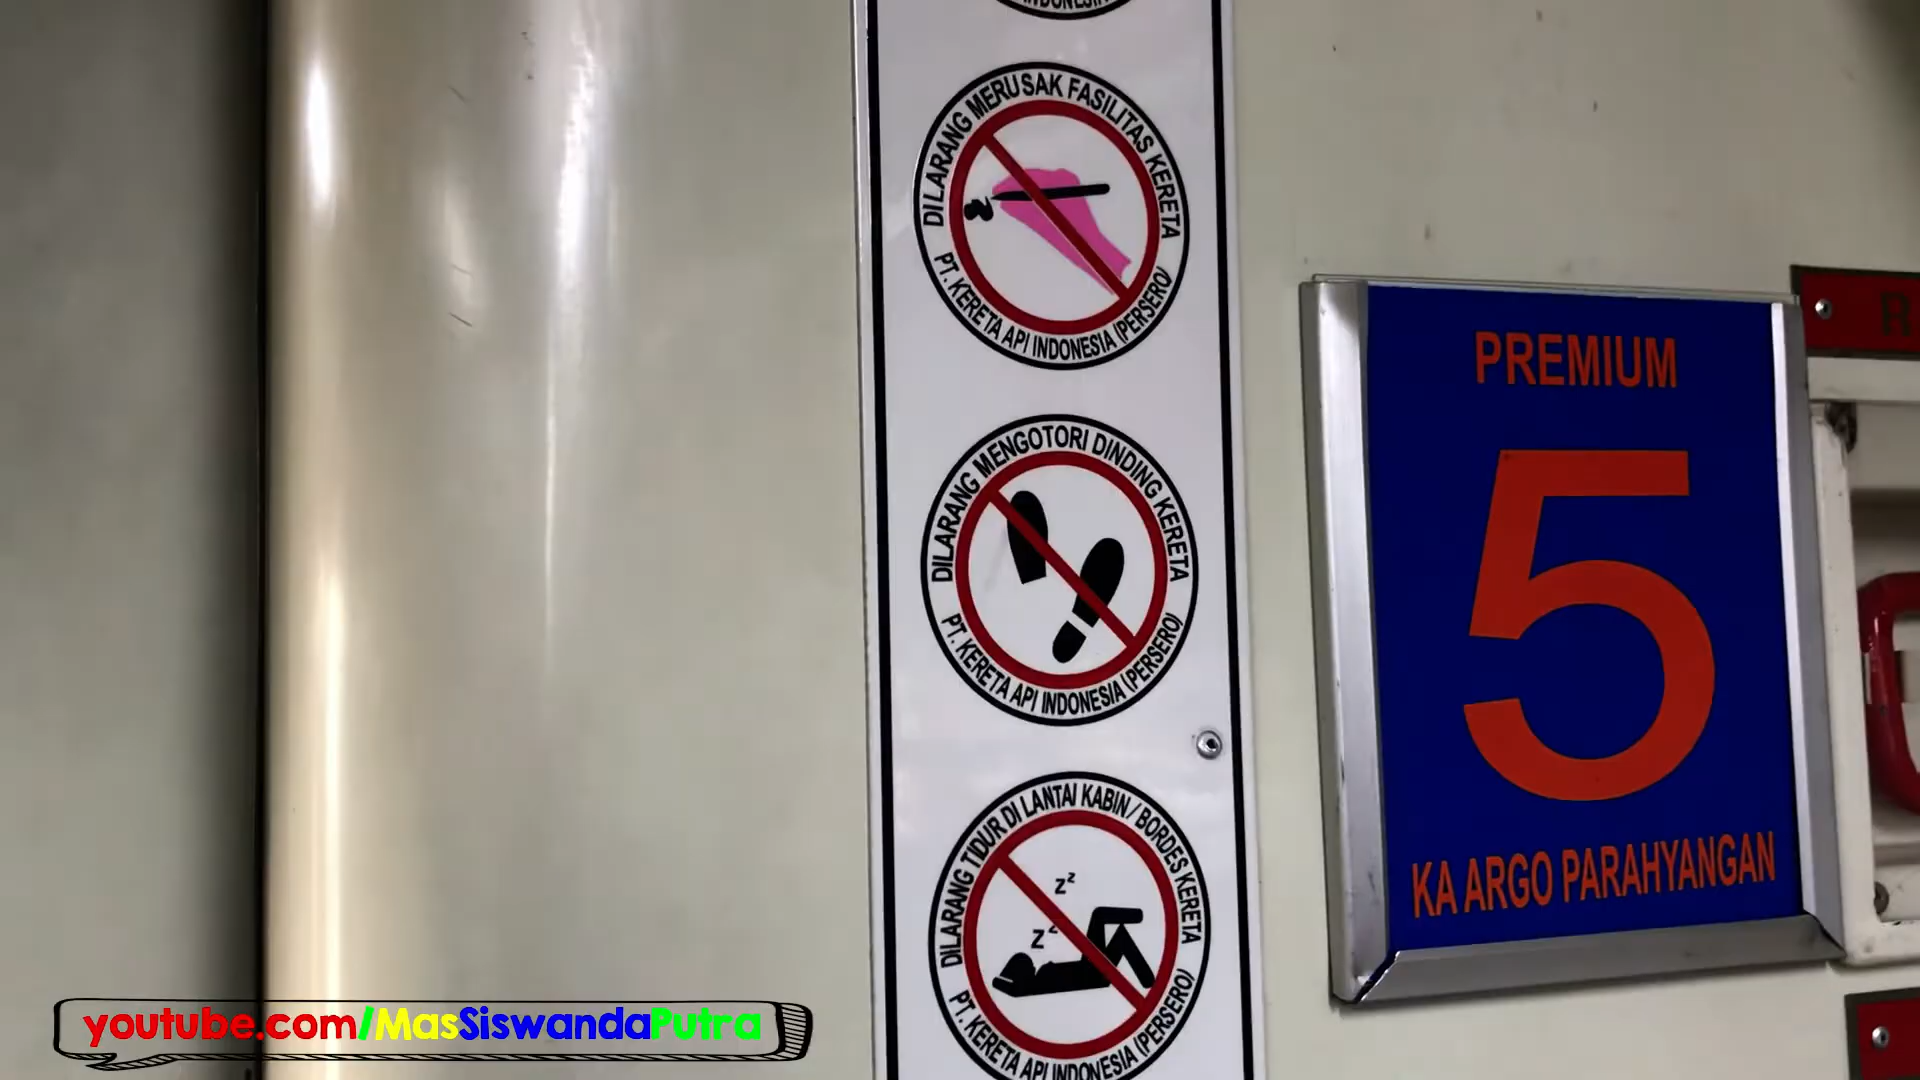 DILARANG MERUSAK FASILITAS KERETA
PT. KERETA API INDONESIA (PERSERO)
DILARANG MENGOTORI DINDING KERETA
PT. KERETA API INDONESIA (PERSERO)
DILARANG TIDUR DI LANTAI KABIN / BORDES KERETA
Z Z
Z Z
PT. KERETA API INDONESIA (PERSERO)
PREMIUM
5
KA ARGO PARAHYANGAN
youtube.com/MasSiswandaPutra